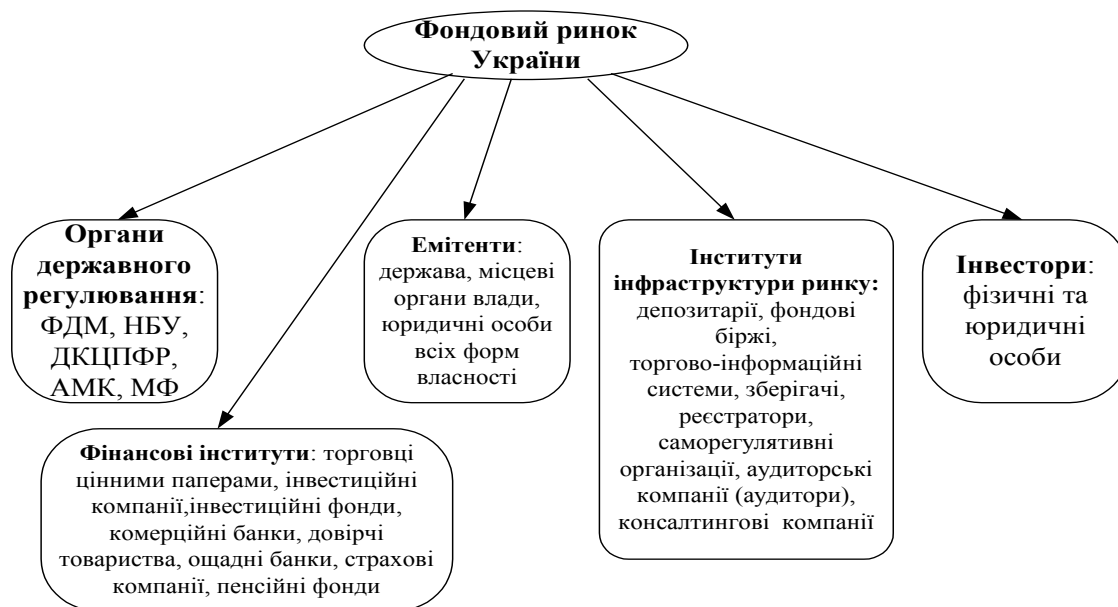 Фондовий ринок
України
Органи
державного
регулювання:
ФДМ, НБУ,
ДКЦПФР,
АМК, МФ
Фінансові інститути: торговці
цінними паперами, інвестиційні
компанії,інвестиційні фонди,
комерційні банки, довірчі
товариства, ощадні банки, страхові
компанії, пенсійні фонди
Емітенти:
держава, місцеві
органи влади,
юридичні особи
всіх форм
власності
Інститути
інфраструктури ринку:
депозитарії, фондові
біржі,
торгово-інформаційні
системи, зберігачі,
реєстратори,
саморегулятивні
організації, аудиторські
компанії (аудитори),
консалтингові компанії
Інвестори:
фізичні та
юридичні
особи